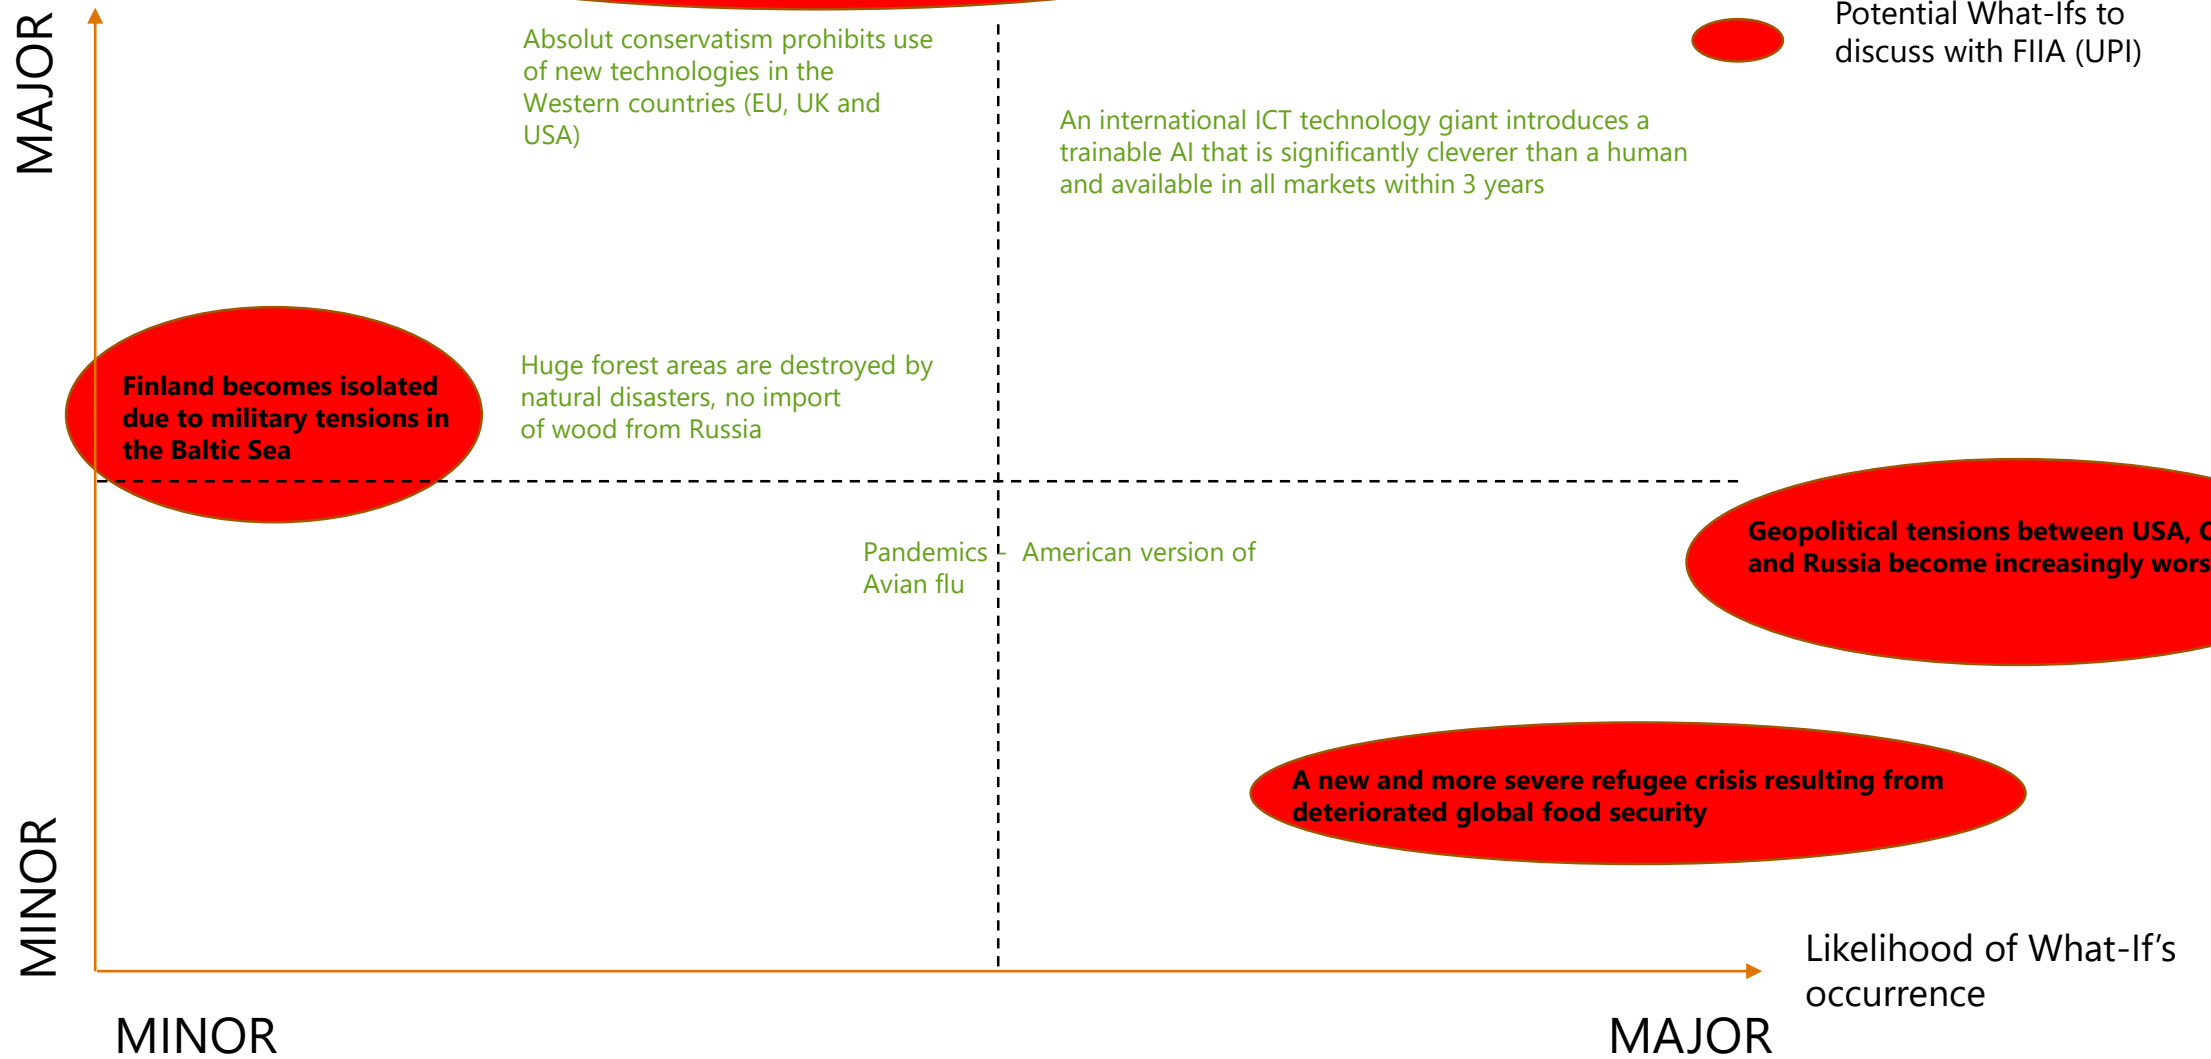 MAJOR
Potential What-Ifs to
discuss with FIIA (UPI)
Absolut conservatism prohibits use
of new technologies in the
Western countries (EU, UK and
USA)
An international ICT technology giant introduces a
trainable AI that is significantly cleverer than a human
and available in all markets within 3 years
Finland becomes isolated
due to military tensions in
the Baltic Sea
Huge forest areas are destroyed by
natural disasters, no import
of wood from Russia
Geopolitical tensions between USA,
and Russia become increasingly
Pandemics - American version of
Avian flu
A new and more severe refugee crisis resulting from
deteriorated global food security
MINOR
Likelihood of What-If’s
occurrence
MINOR
MAJOR